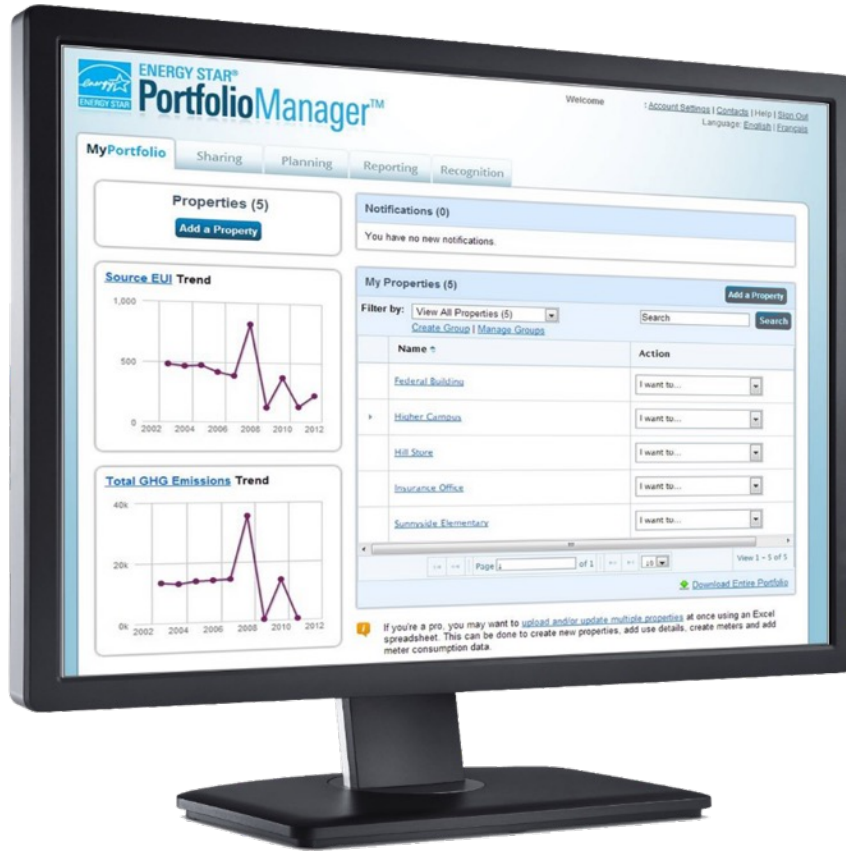 ENERGY STAR®
PortfolioManager™
ENERGY STAR
Welcome
: Account Settings | Contacts | Help | Sign Out
Language: English | Français
MyPortfolio
Sharing
Planning
Reporting
Recognition
Properties (5)
Add a Property
Source EUI Trend
1,000
500
0
2002 2004 2006 2008 2010 2012
Total GHG Emissions Trend
40k
20k
0k
2002 2004 2006 2008 2010 2012
Notifications (0)
You have no new notifications.
My Properties (5)
Add a Property
Filter by: View All Properties (5)
Search
Search
Create Group | Manage Groups
Name
Action
Federal Building
I want to...
Higher Campus
I want to...
Hill Store
I want to...
Insurance Office
I want to...
Sunnyside Elementary
I want to...
Page 1 of 1
10
View 1 - 5 of 5
Download Entire Portfolio
If you're a pro, you may want to upload and/or update multiple properties at once using an Excel
spreadsheet. This can be done to create new properties, add use details, create meters and add
meter consumption data.